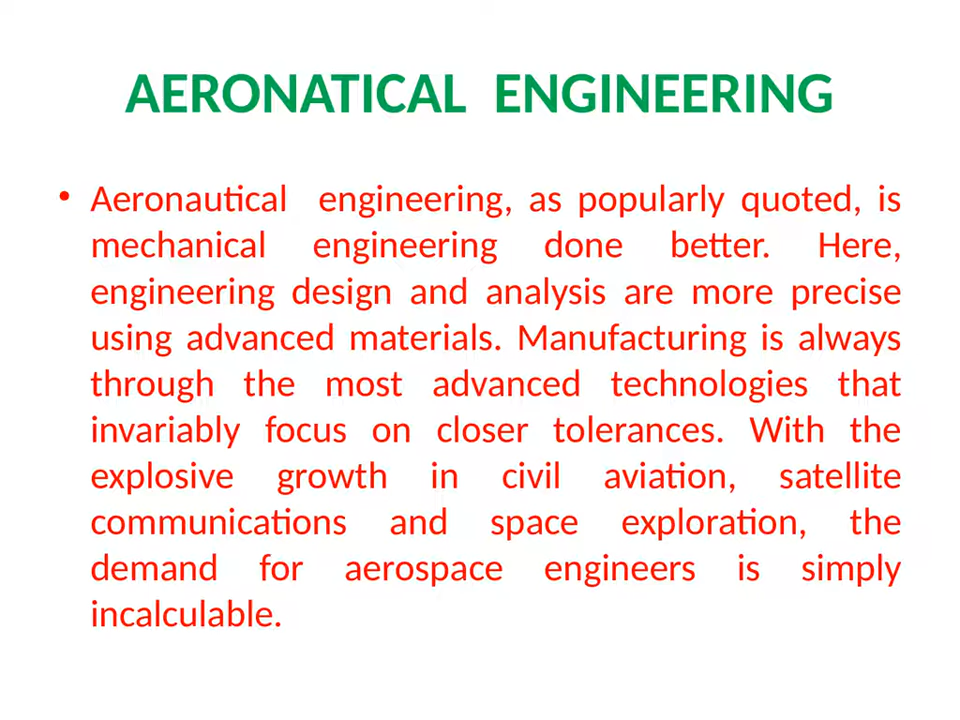 AERONATICAL ENGINEERING
• Aeronautical engineering, as popularly quoted, is
mechanical engineering done better. Here,
engineering design and analysis are more precise
using advanced materials. Manufacturing is always
through the most advanced technologies that
invariably focus on closer tolerances. With the
explosive growth in civil aviation, satellite
communications and space exploration, the
demand for aerospace engineers is simply
incalculable.